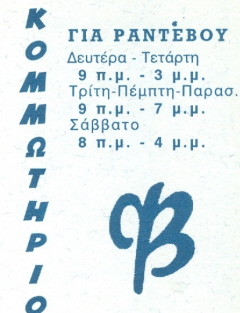 ΚΟΜΜΩΤΗΡΙΟ
ΓΙΑ ΡΑΝΤΕΒΟΥ
Δευτέρα - Τετάρτη
9 π.μ. - 3 μ.μ.
Τρίτη-Πέμπτη-Παρασ.
9 π.μ. - 7 μ.μ.
Σάββατο
8 π.μ. - 4 μ.μ.
β